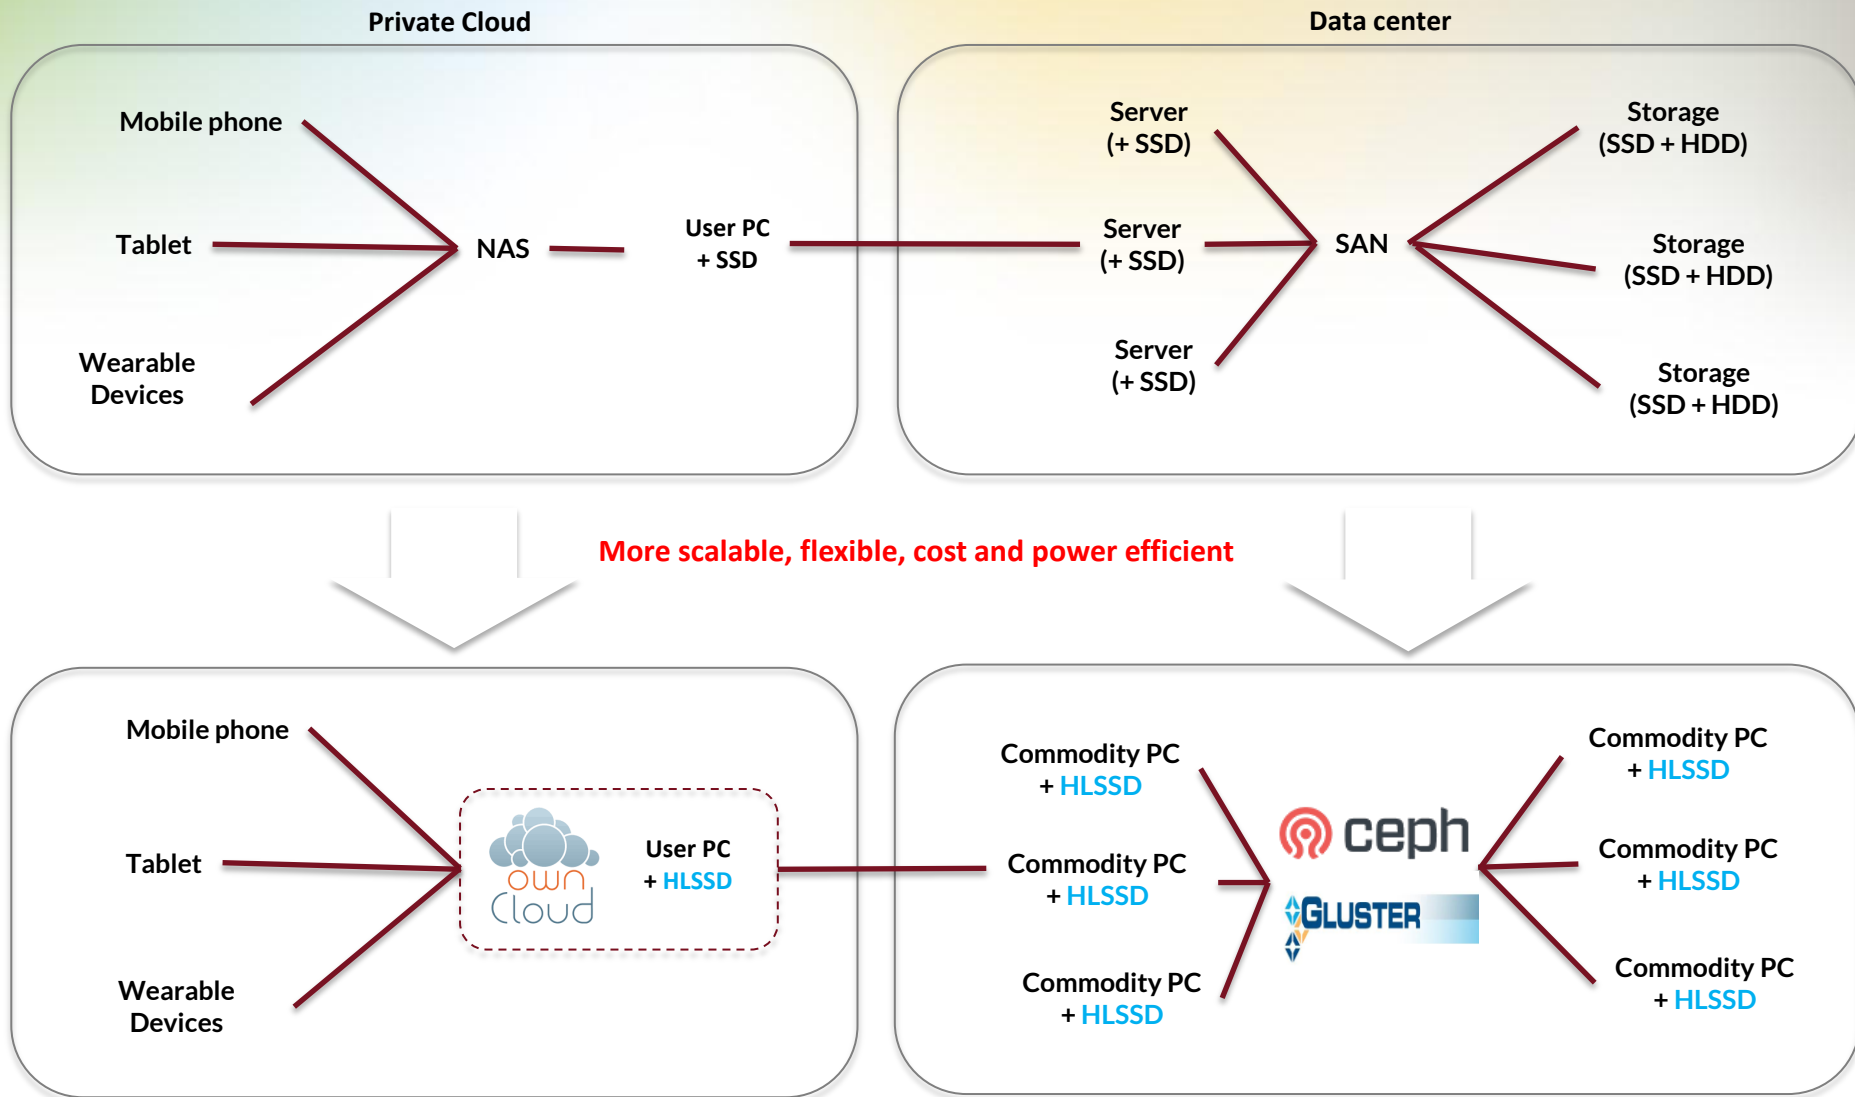 Private Cloud
Data center
Mobile phone
Tablet
Wearable
Devices
NAS
User PC
+ SSD
Server
(+ SSD)
Server
(+ SSD)
Server
(+ SSD)
SAN
Storage
(SSD + HDD)
Storage
(SSD + HDD)
Storage
(SSD + HDD)
More scalable, flexible, cost and power efficient
Mobile phone
Tablet
Wearable
Devices
own
Cloud
User PC
+ HLSSD
Commodity PC
+ HLSSD
Commodity PC
+ HLSSD
Commodity PC
+ HLSSD
ceph
GLUSTER
Commodity PC
+ HLSSD
Commodity PC
+ HLSSD
Commodity PC
+ HLSSD